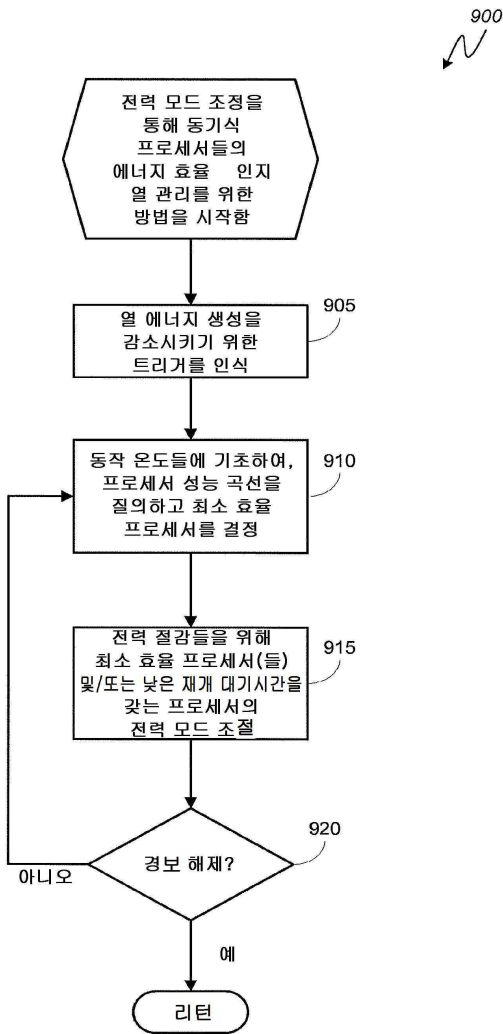 900
전력 모드 조정을
통해 동기식
프로세서들의
에너지 효율 인지
열 관리를 위한
방법을 시작함
905
열 에너지 생성을
감소시키기 위한
트리거를 인식
910
동작 온도들에 기초하여,
프로세서 성능 곡선을
질의하고 최소 효율
프로세서를 결정
915
전력 절감들을 위해
최소 효율 프로세서(들)
및/또는 낮은 재개 대기시간을
갖는 프로세서의
전력 모드 조절
920
경보 해제?
아니오
예
리턴